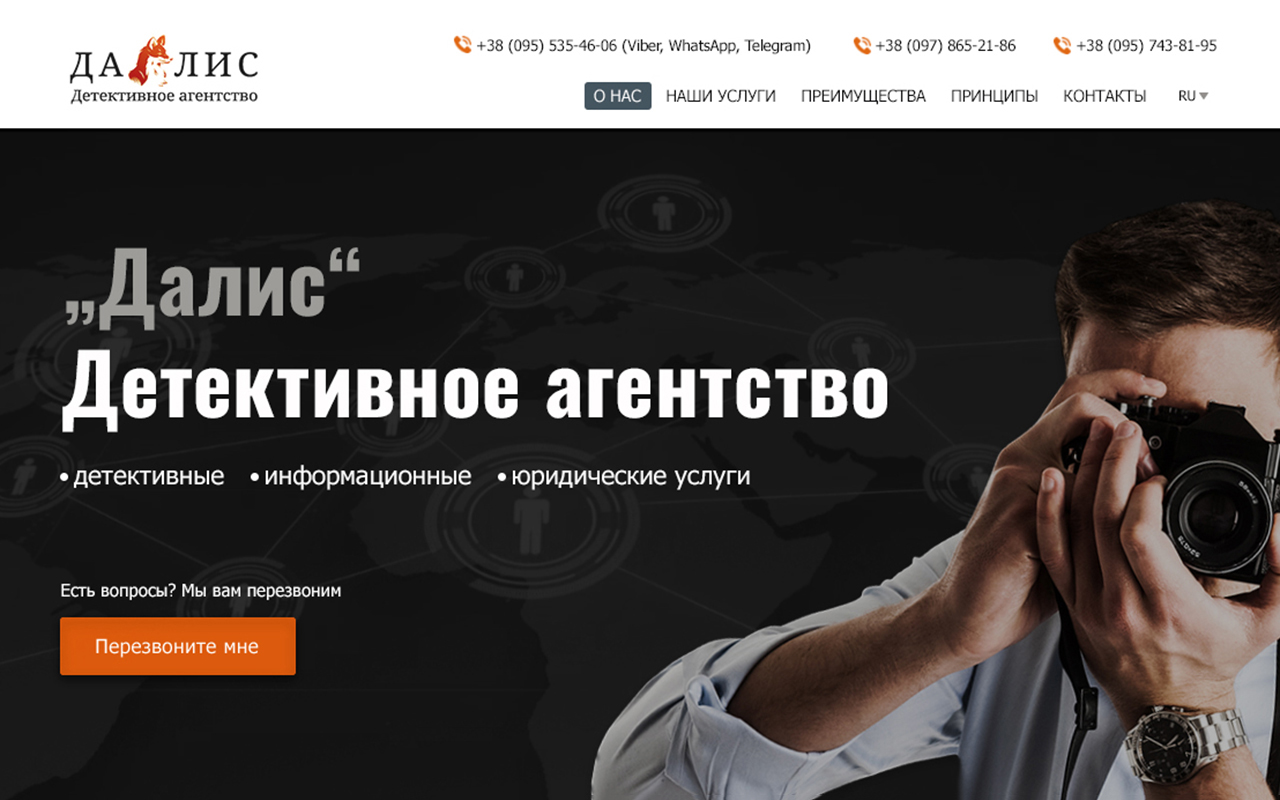 ДАЛИС
Детективное агентство
+38 (095) 535-46-06 (Viber, WhatsApp, Telegram)
+38 (097) 865-21-86
+38 (095) 743-81-95
О НАС
НАШИ УСЛУГИ
ПРЕИМУЩЕСТВА
ПРИНЦИПЫ
КОНТАКТЫ
RU
„Далис“
Детективное агентство
• детективные • информационные • юридические услуги
Есть вопросы? Мы вам перезвоним
Перезвоните мне